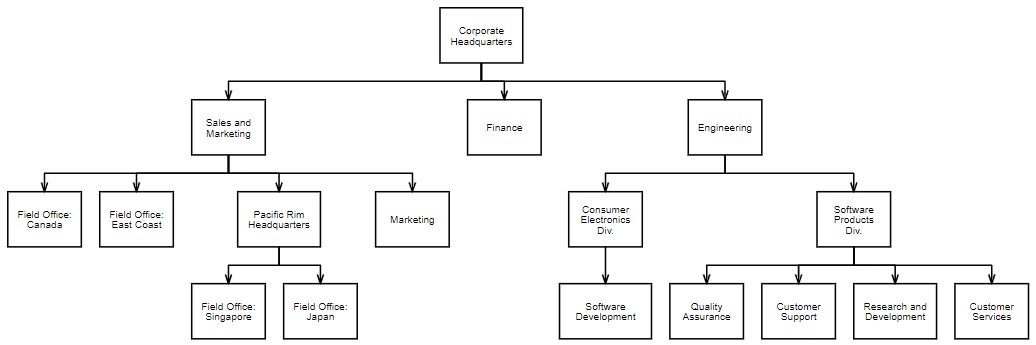 Corporate
Headquarters
Sales and
Marketing
Finance
Engineering
Field Office:
Canada
Field Office:
East Coast
Pacific Rim
Headquarters
Marketing
Consumer
Electronics
Div.
Software
Products
Div.
Field Office:
Singapore
Field Office:
Japan
Software
Development
Quality
Assurance
Customer
Support
Research and
Development
Customer
Services